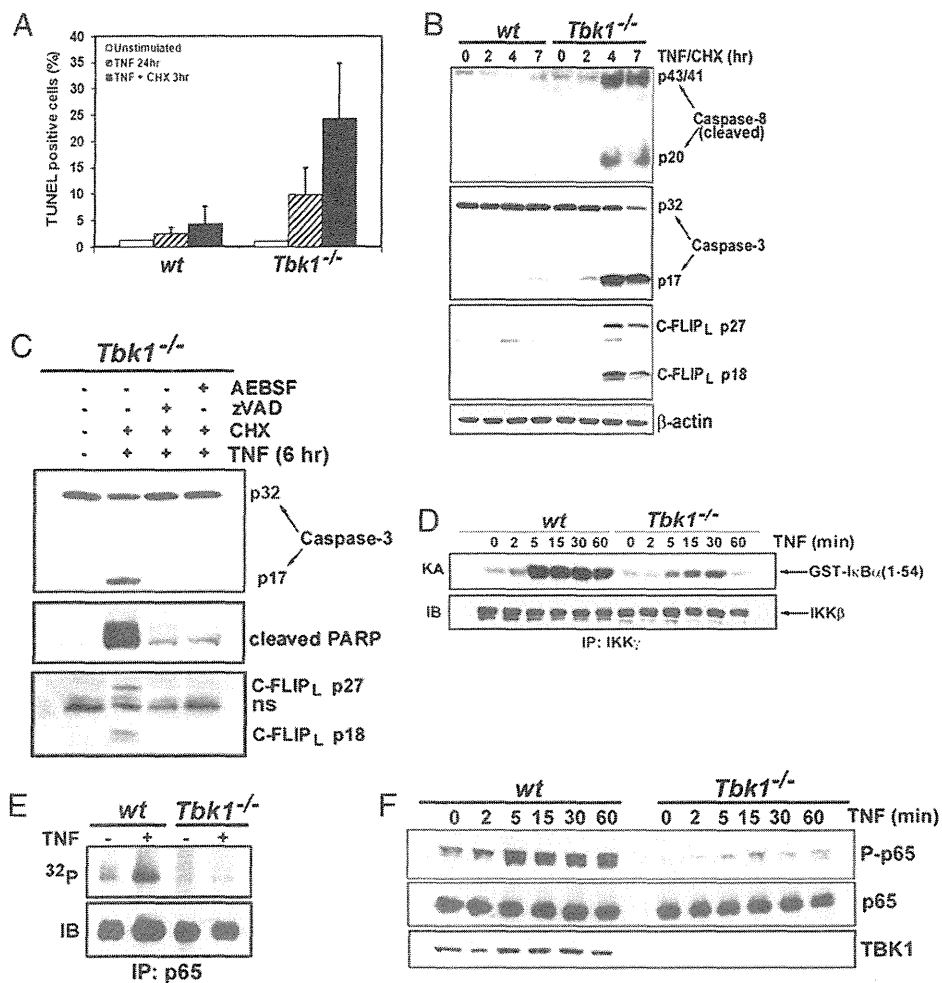 A
TUNEL positive cells (%)
40
35
30
25
20
15
10
5
0
Unstimulated
TNF 24hr
TNF + CHX 3hr
wt
Tbk1-/-
B
wt Tbk1-/-
0 2 4 7 0 2 4 7 TNF/CHX (hr)
p43/41
Caspase-8
(cleaved)
p20
p32
Caspase-3
p17
C-FLIPL p27
C-FLIPL p18
β-actin
C
Tbk1-/-
- - - + AEBSF
- - + - zVAD
- + + + CHX
- + + + TNF (6 hr)
p32
Caspase-3
p17
cleaved PARP
C-FLIPL p27
ns
C-FLIPL p18
D
wt Tbk1-/-
0 2 5 15 30 60 0 2 5 15 30 60 TNF (min)
KA GST-IκBα(1-54)
IB IKKβ
IP: IKKγ
E
wt Tbk1-/-
TNF - + - +
32P
IB
IP: p65
F
wt Tbk1-/-
0 2 5 15 30 60 0 2 5 15 30 60 TNF (min)
P-p65
p65
TBK1